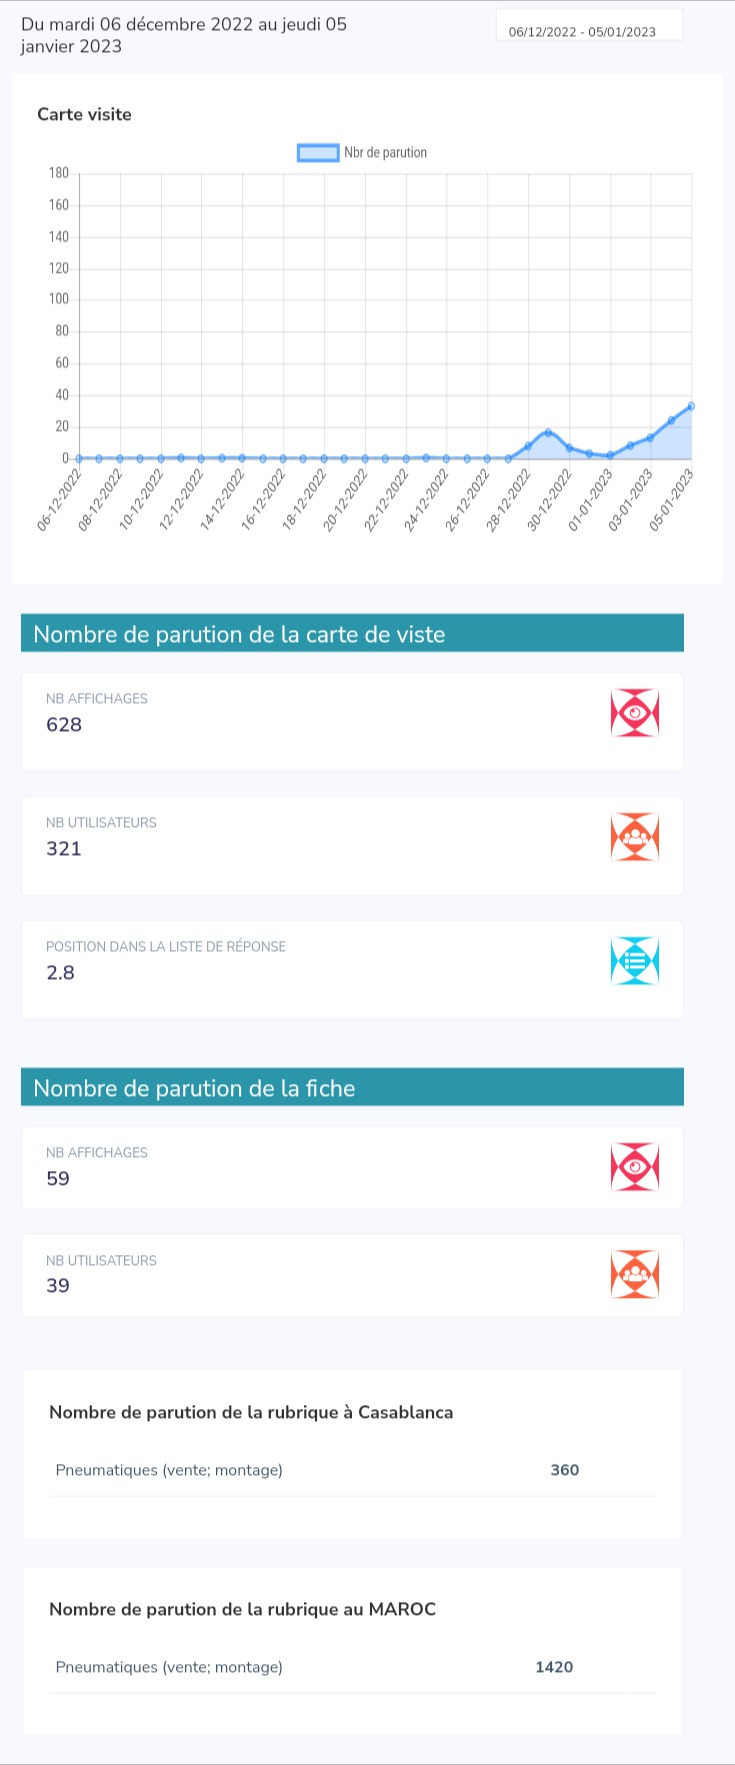 Du mardi 06 décembre 2022 au jeudi 05
janvier 2023
06/12/2022 - 05/01/2023
Carte visite
Nbr de parution
180
160
140
120
100
80
60
40
20
0
06-12-2022
08-12-2022
10-12-2022
12-12-2022
14-12-2022
16-12-2022
18-12-2022
20-12-2022
22-12-2022
24-12-2022
26-12-2022
28-12-2022
30-12-2022
01-01-2023
03-01-2023
05-01-2023
Nombre de parution de la carte de viste
NB AFFICHAGES
628
NB UTILISATEURS
321
POSITION DANS LA LISTE DE RÉPONSE
2.8
Nombre de parution de la fiche
NB AFFICHAGES
59
NB UTILISATEURS
39
Nombre de parution de la rubrique à Casablanca
Pneumatiques (vente; montage) 360
Nombre de parution de la rubrique au MAROC
Pneumatiques (vente; montage) 1420